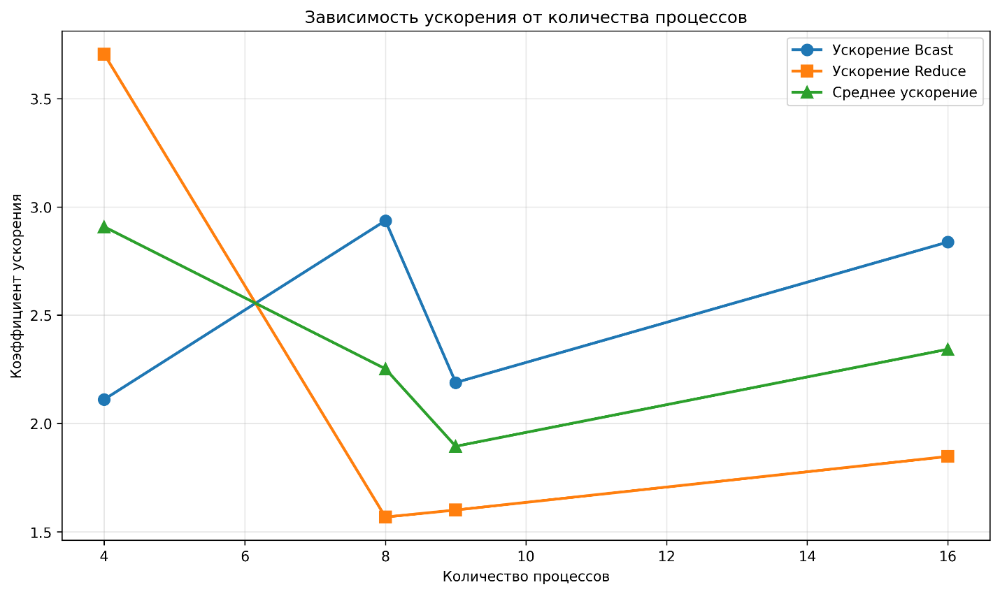 Зависимость ускорения от количества процессов
Ускорение Bcast
Ускорение Reduce
Среднее ускорение
Коэффициент ускорения
3.5
3.0
2.5
2.0
1.5
4 6 8 10 12 14 16
Количество процессов